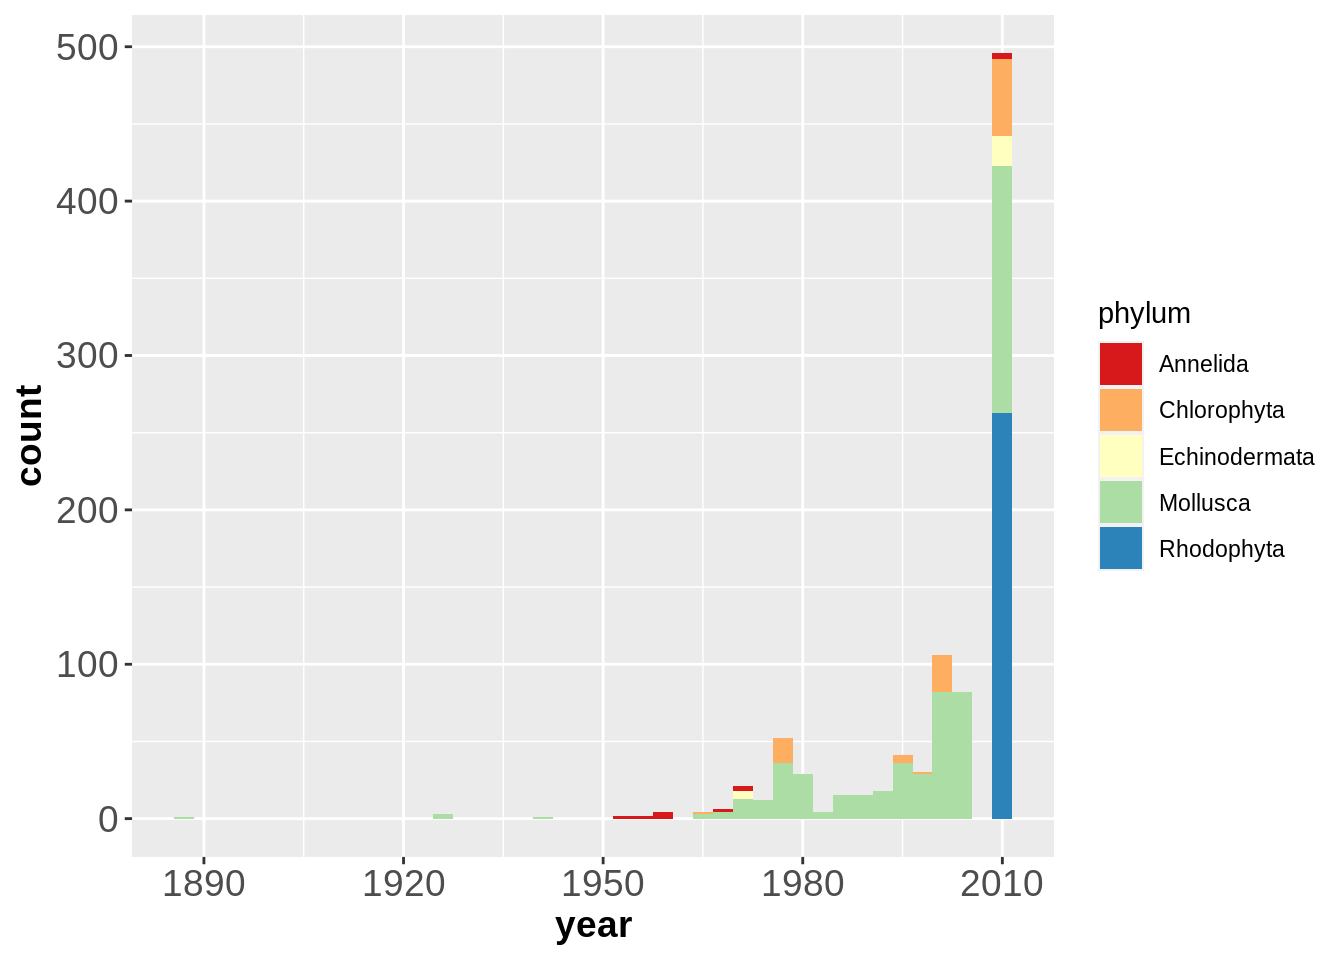 500
400
300
200
100
0
count
1890 1920 1950 1980 2010
year
phylum
Annelida
Chlorophyta
Echinodermata
Mollusca
Rhodophyta